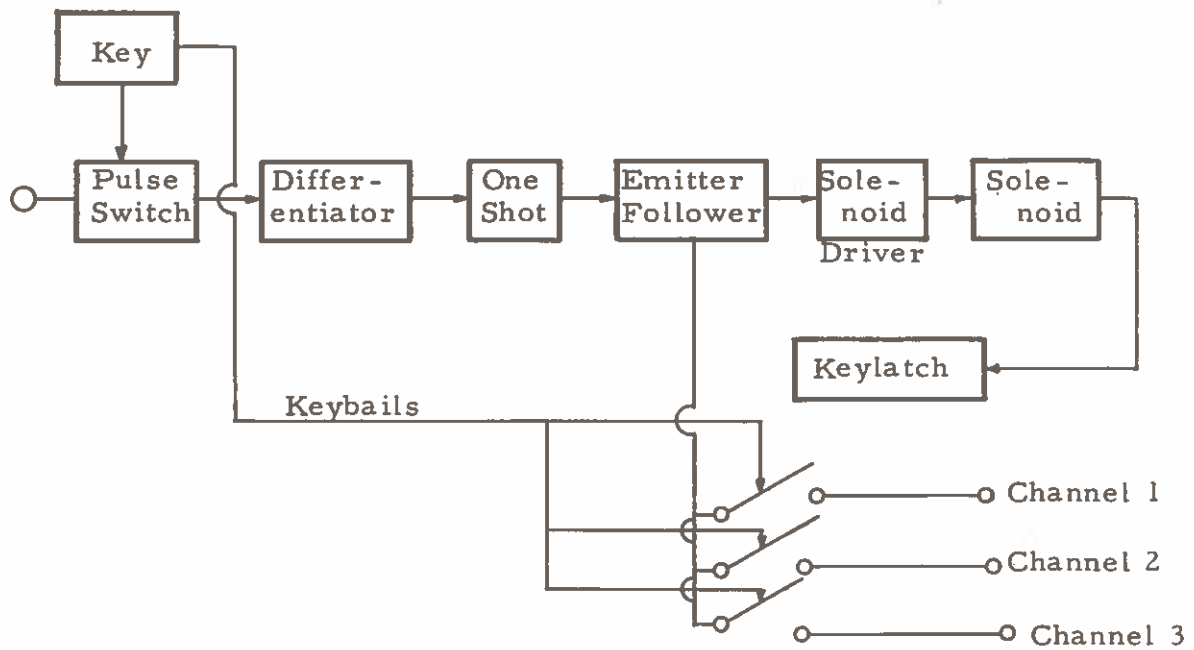 Key
Pulse
Switch
Differ-
entiator
One
Shot
Emitter
Follower
Sole-
noid
Driver
Sole-
noid
Keylatch
Keybails
Channel 1
Channel 2
Channel 3